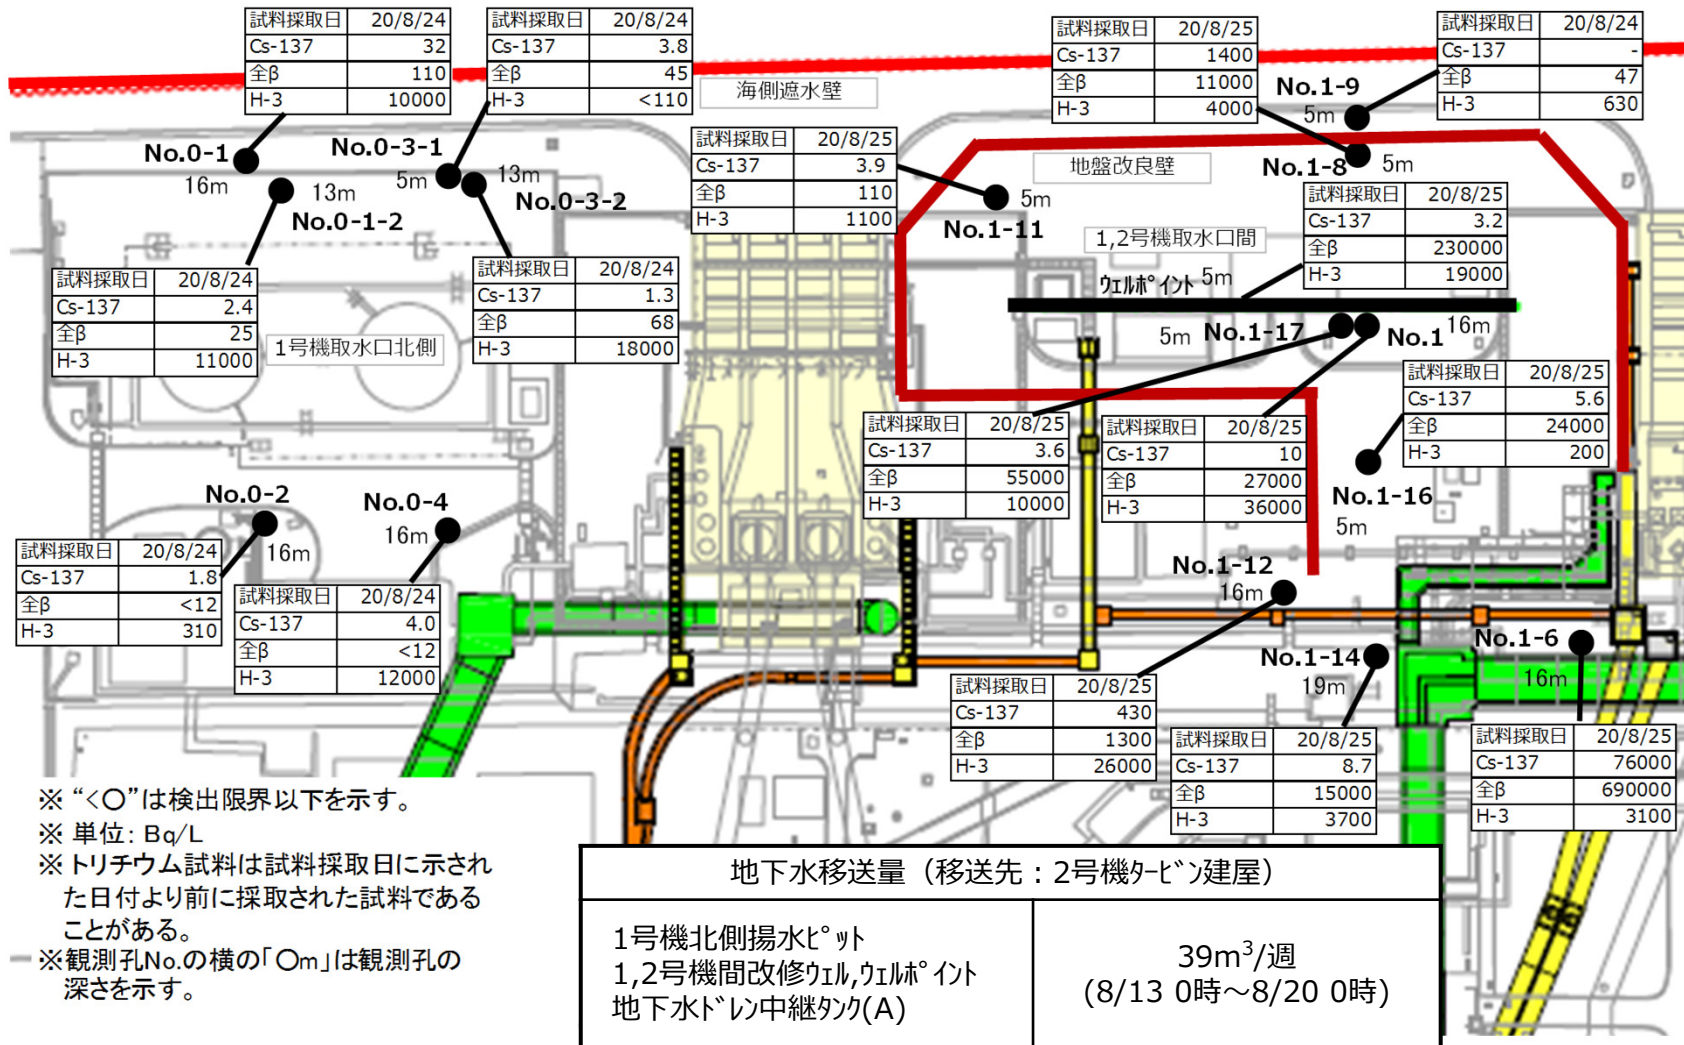 試料採取日 20/8/24
Cs-137 32
全β 110
H-3 10000
試料採取日 20/8/24
Cs-137 3.8
全β 45
H-3 <110
試料採取日 20/8/25
Cs-137 1400
全β 11000
H-3 4000
試料採取日 20/8/24
Cs-137 -
全β 47
H-3 630
海側遮水壁
No.1-9
5m
No.0-1
16m
No.0-3-1
5m
13m
No.0-1-2
13m
No.0-3-2
試料採取日 20/8/25
Cs-137 3.9
全β 110
H-3 1100
5m
No.1-11
地盤改良壁
No.1-8
5m
試料採取日 20/8/25
Cs-137 3.2
全β 230000
H-3 19000
1,2号機取水口間
ウェルポイント 5m
試料採取日 20/8/24
Cs-137 2.4
全β 25
H-3 11000
1号機取水口北側
試料採取日 20/8/24
Cs-137 1.3
全β 68
H-3 18000
5m
No.1-17
No.1
16m
試料採取日 20/8/25
Cs-137 5.6
全β 24000
H-3 200
試料採取日 20/8/25
Cs-137 3.6
全β 55000
H-3 10000
試料採取日 20/8/25
Cs-137 10
全β 27000
H-3 36000
No.1-16
5m
No.0-2
16m
No.0-4
16m
試料採取日 20/8/24
Cs-137 1.8
全β <12
H-3 310
試料採取日 20/8/24
Cs-137 4.0
全β <12
H-3 12000
No.1-12
16m
No.1-14
19m
No.1-6
16m
試料採取日 20/8/25
Cs-137 430
全β 1300
H-3 26000
試料採取日 20/8/25
Cs-137 8.7
全β 15000
H-3 3700
試料採取日 20/8/25
Cs-137 76000
全β 690000
H-3 3100
※ “<〇”は検出限界以下を示す。
※ 単位: Bq/L
※トリチウム試料は試料採取日に示され
た日付より前に採取された試料である
ことがある。
※観測孔No.の横の「〇m」は観測孔の
深さを示す。
地下水移送量（移送先：2号機ﾀｰﾋﾞﾝ建屋）
1号機北側揚水ﾋﾟｯﾄ
1,2号機間改修ｳｪﾙ,ｳｪﾙﾎﾟｲﾝﾄ
地下水ﾄﾞﾚﾝ中継ﾀﾝｸ(A)
39m³/週
(8/13 0時～8/20 0時)